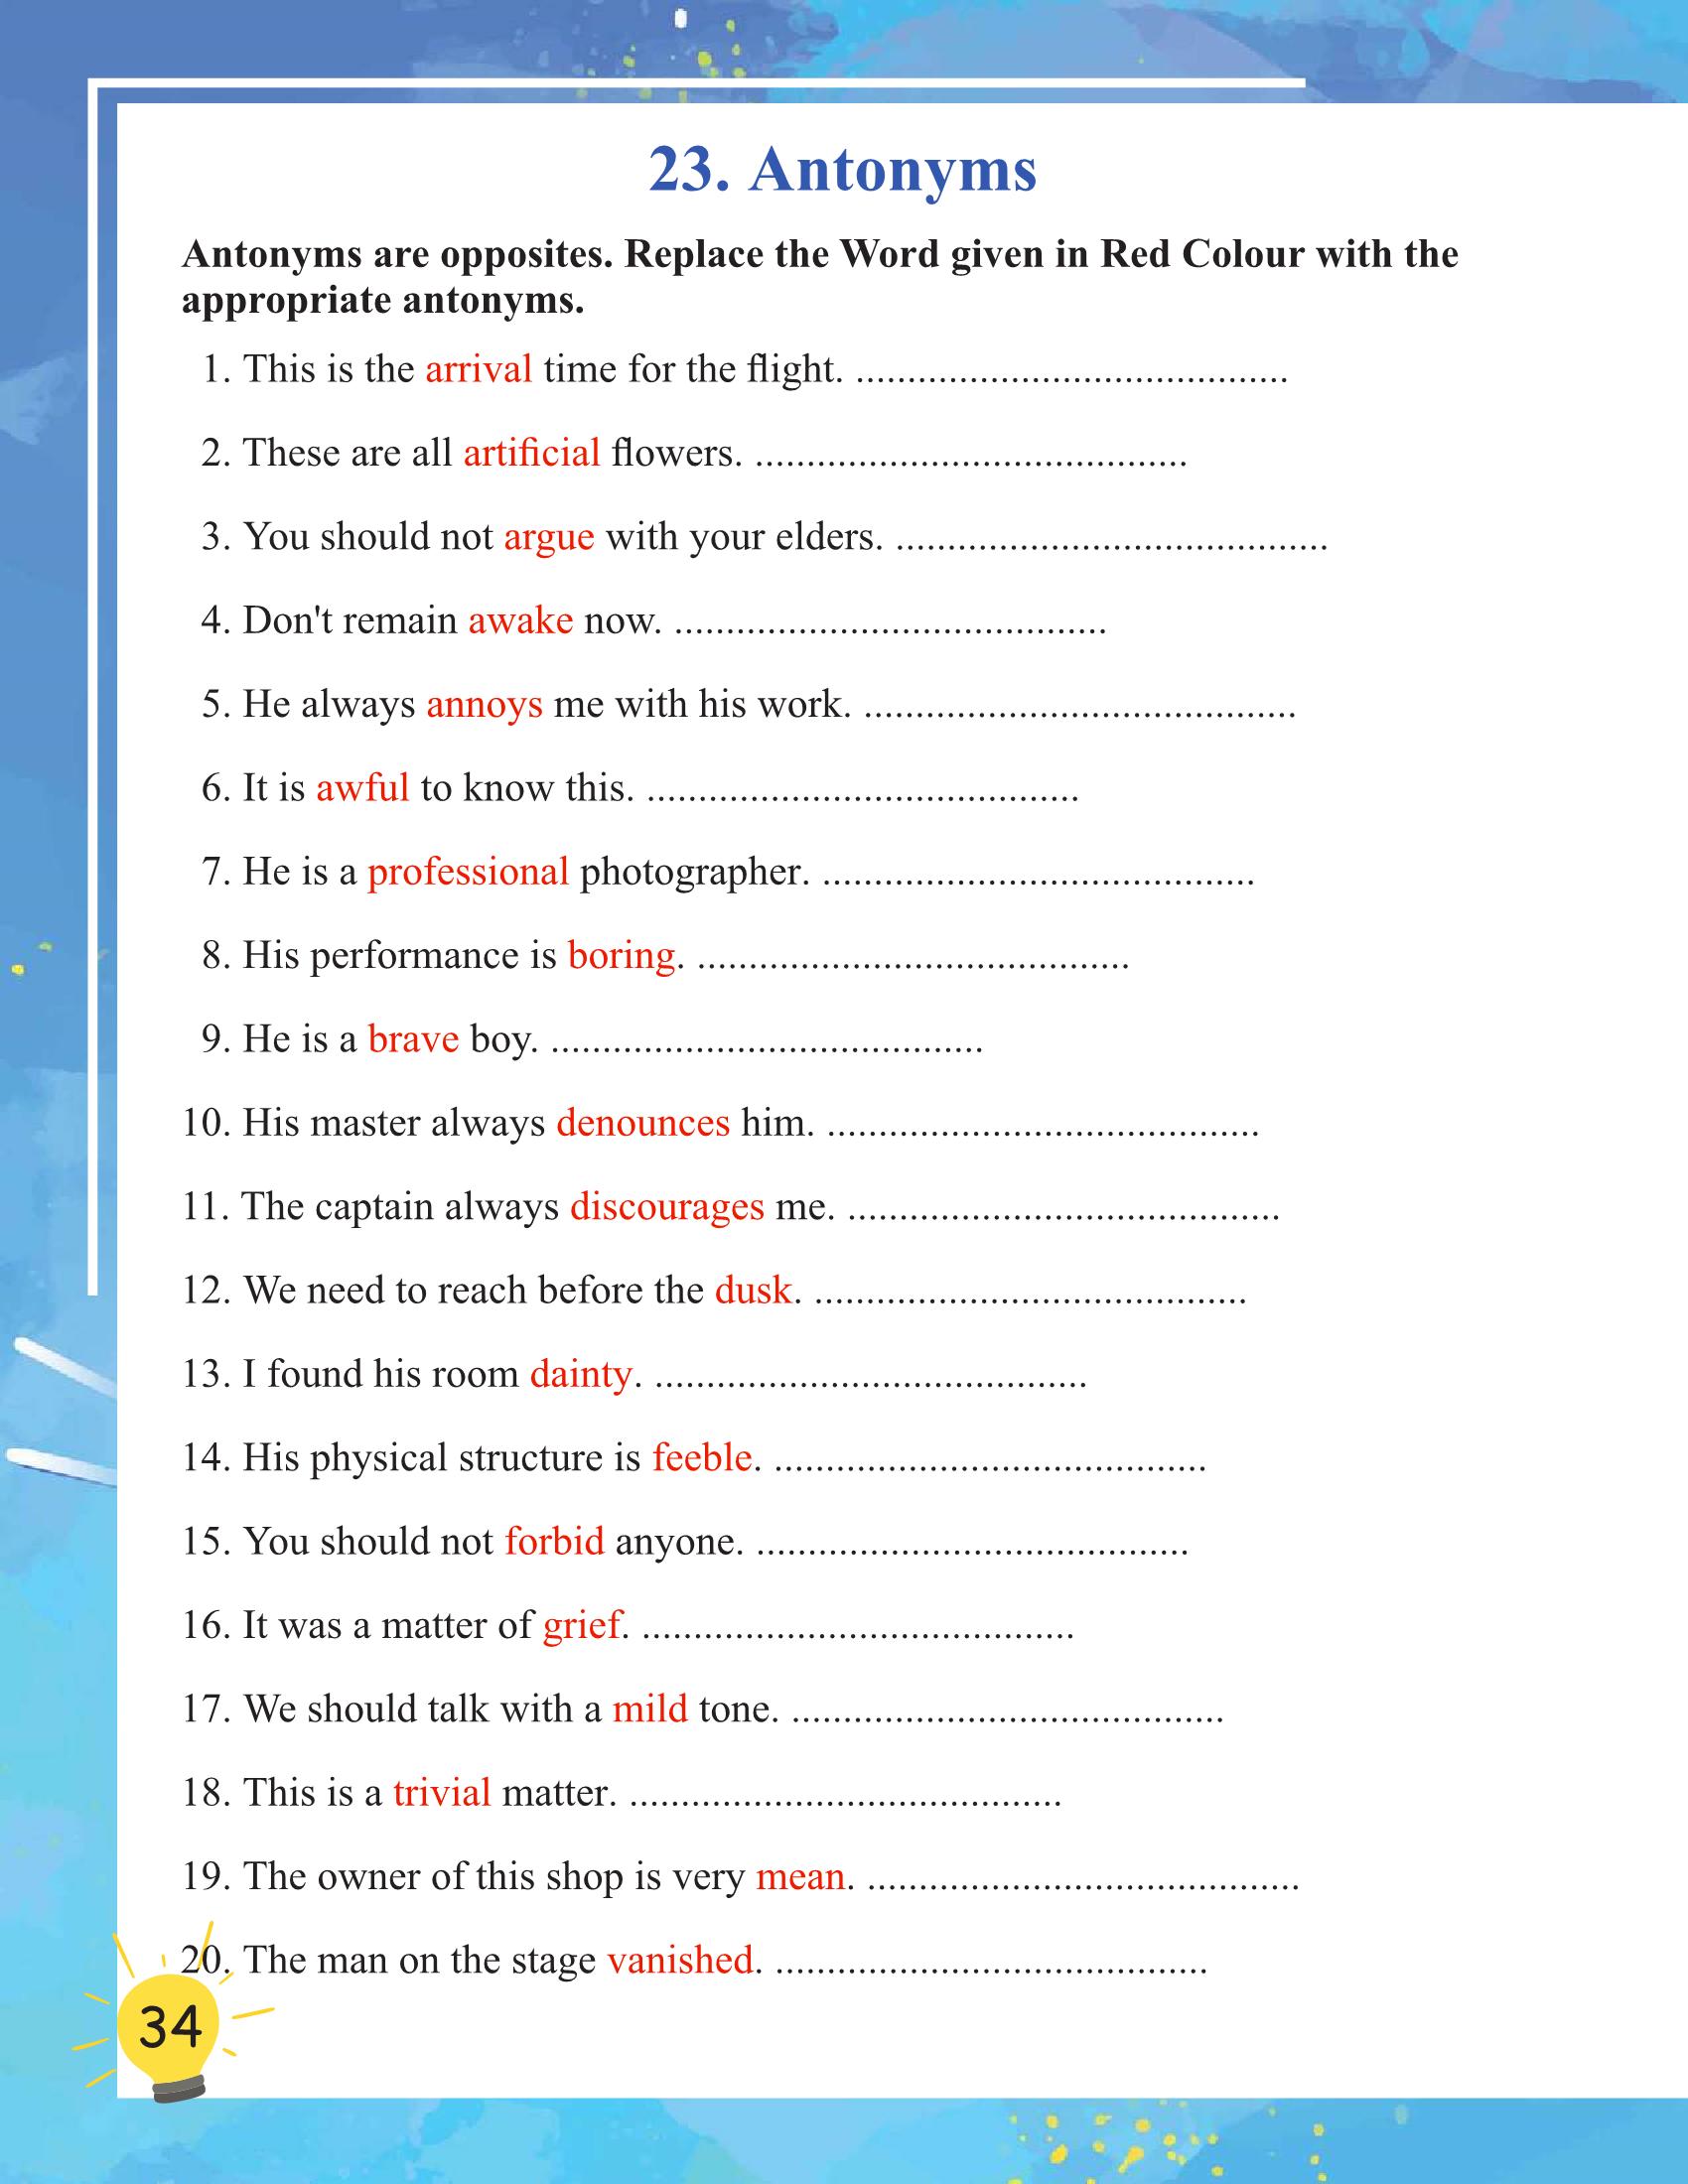 23. Antonyms
Antonyms are opposites. Replace the Word given in Red Colour with the
appropriate antonyms.
1. This is the arrival time for the flight. ..........................................
2. These are all artificial flowers. ..........................................
3. You should not argue with your elders. ..........................................
4. Don't remain awake now. ..........................................
5. He always annoys me with his work. ..........................................
6. It is awful to know this. ..........................................
7. He is a professional photographer. ..........................................
8. His performance is boring. ..........................................
9. He is a brave boy. ..........................................
10. His master always denounces him. ..........................................
11. The captain always discourages me. ..........................................
12. We need to reach before the dusk. ..........................................
13. I found his room dainty. ..........................................
14. His physical structure is feeble. ..........................................
15. You should not forbid anyone. ..........................................
16. It was a matter of grief. ..........................................
17. We should talk with a mild tone. ..........................................
18. This is a trivial matter. ..........................................
19. The owner of this shop is very mean. ..........................................
20. The man on the stage vanished. ..........................................
34